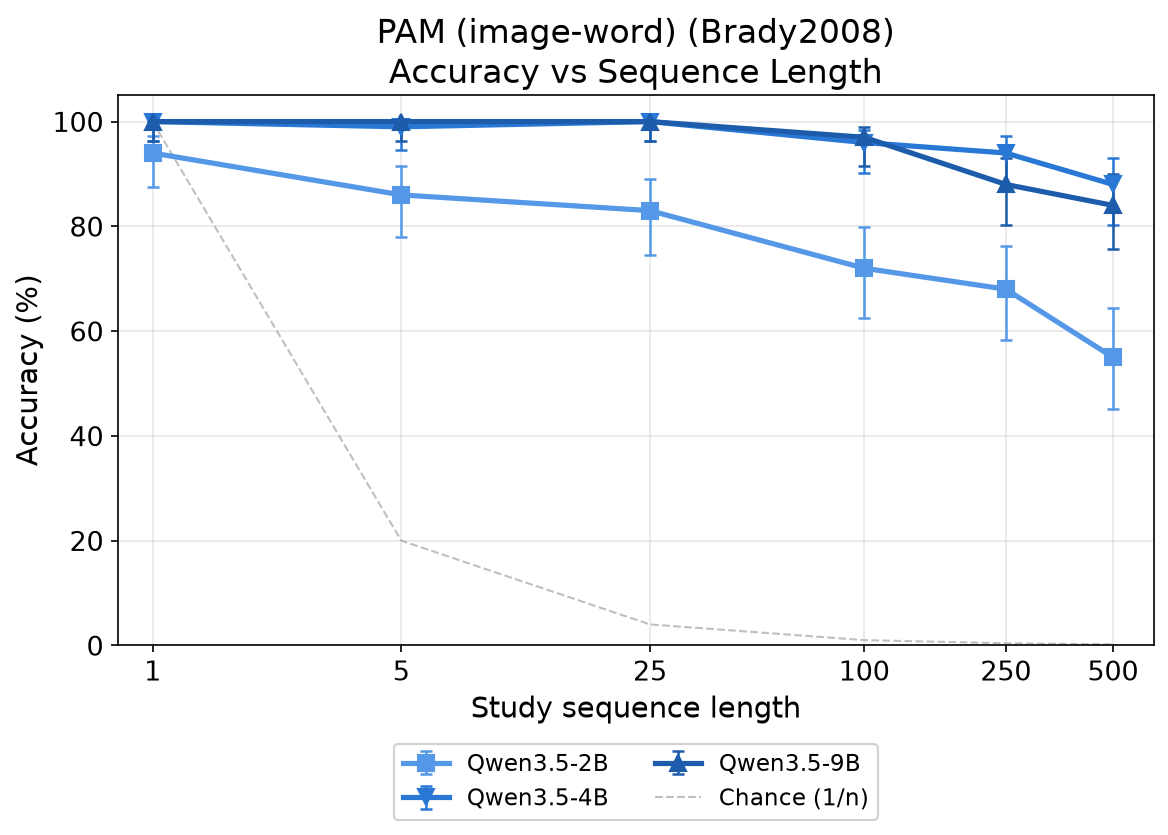 PAM (image-word) (Brady2008)
Accuracy vs Sequence Length
Accuracy (%)
100
80
60
40
20
0
1 5 25 100 250 500
Study sequence length
Qwen3.5-2B Qwen3.5-9B
Qwen3.5-4B Chance (1/n)